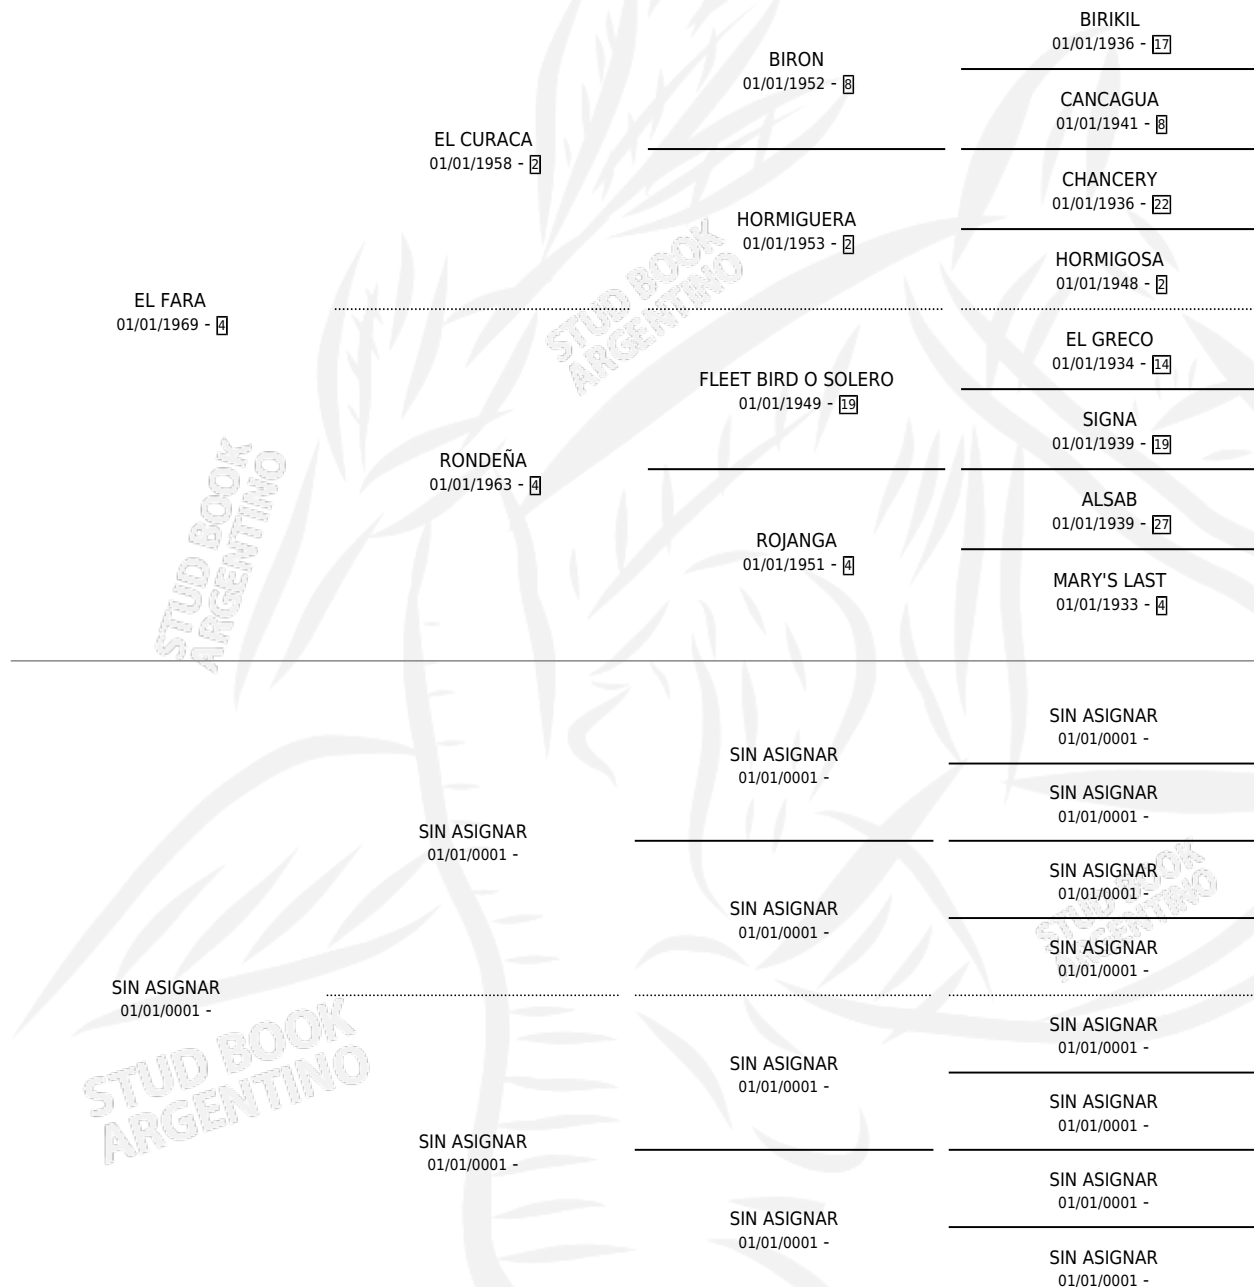 BIRIKIL
01/01/1936 - 17
BIRON
01/01/1952 - 8
CANCAGUA
01/01/1941 - 8
EL CURACA
01/01/1958 - 2
CHANCERY
01/01/1936 - 22
HORMIGUERA
01/01/1953 - 2
HORMIGOSA
01/01/1948 - 2
EL FARA
01/01/1969 - 4
EL GRECO
01/01/1934 - 14
FLEET BIRD O SOLERO
01/01/1949 - 19
SIGNA
01/01/1939 - 19
RONDEÑA
01/01/1963 - 4
ALSAB
01/01/1939 - 27
ROJANGA
01/01/1951 - 4
MARY'S LAST
01/01/1933 - 4
STUD BOOK
ARGENTINO
STUD BOOK
ARGENTINO
SIN ASIGNAR
01/01/0001 -
SIN ASIGNAR
01/01/0001 -
SIN ASIGNAR
01/01/0001 -
SIN ASIGNAR
01/01/0001 -
SIN ASIGNAR
01/01/0001 -
SIN ASIGNAR
01/01/0001 -
SIN ASIGNAR
01/01/0001 -
SIN ASIGNAR
01/01/0001 -
SIN ASIGNAR
01/01/0001 -
SIN ASIGNAR
01/01/0001 -
SIN ASIGNAR
01/01/0001 -
SIN ASIGNAR
01/01/0001 -
SIN ASIGNAR
01/01/0001 -
SIN ASIGNAR
01/01/0001 -
SIN ASIGNAR
01/01/0001 -
STUD BOOK
ARGENTINO
STUD BOOK
ARGENTINO